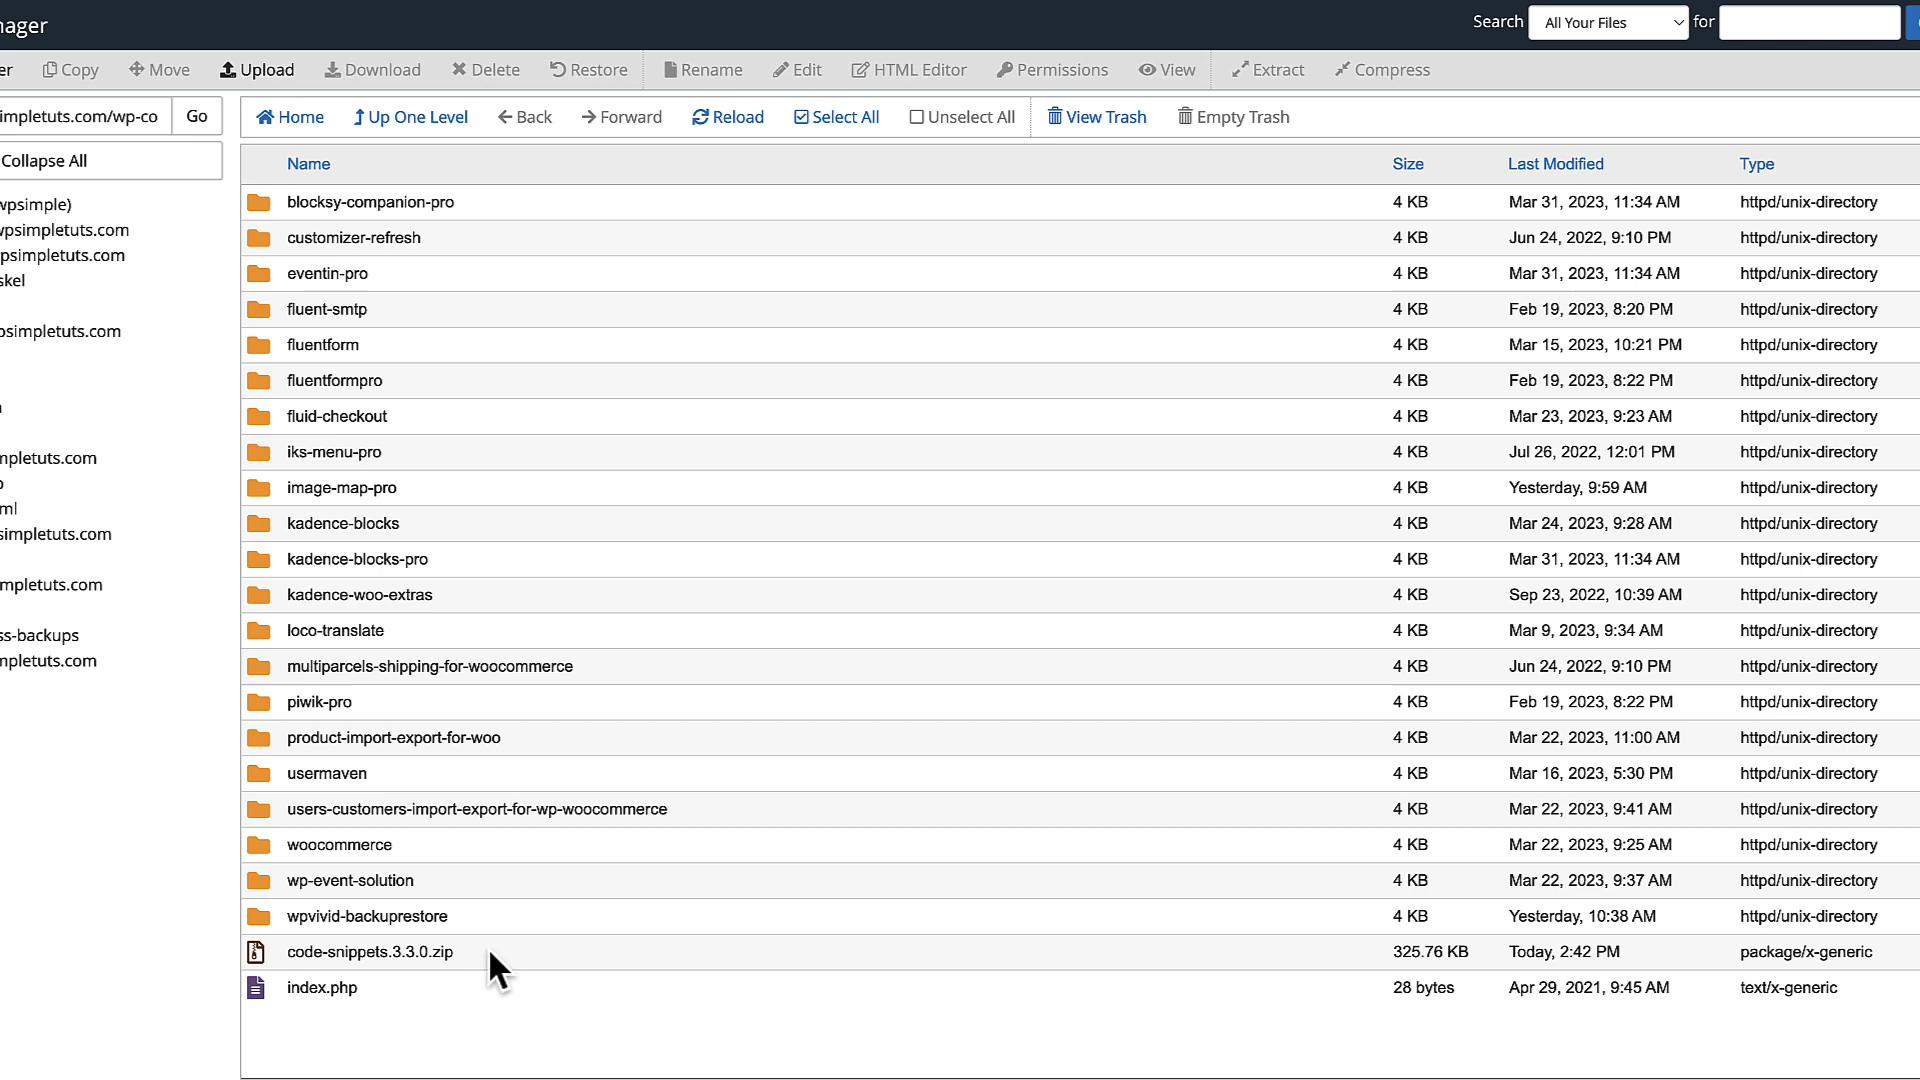 nager
Search All Your Files for
er Copy Move Upload Download Delete Restore Rename Edit HTML Editor Permissions View Extract Compress
impletuts.com/wp-co Go
Home Up One Level Back Forward Reload Select All Unselect All View Trash Empty Trash
Collapse All
wpsimple)
wpsimpletuts.com
psimpletuts.com
skel
psimpletuts.com
mpletuts.com
ml
simpletuts.com
mpletuts.com
ss-backups
mpletuts.com
Name Size Last Modified Type
blocksy-companion-pro 4 KB Mar 31, 2023, 11:34 AM httpd/unix-directory
customizer-refresh 4 KB Jun 24, 2022, 9:10 PM httpd/unix-directory
eventin-pro 4 KB Mar 31, 2023, 11:34 AM httpd/unix-directory
fluent-smtp 4 KB Feb 19, 2023, 8:20 PM httpd/unix-directory
fluentform 4 KB Mar 15, 2023, 10:21 PM httpd/unix-directory
fluentformpro 4 KB Feb 19, 2023, 8:22 PM httpd/unix-directory
fluid-checkout 4 KB Mar 23, 2023, 9:23 AM httpd/unix-directory
iks-menu-pro 4 KB Jul 26, 2022, 12:01 PM httpd/unix-directory
image-map-pro 4 KB Yesterday, 9:59 AM httpd/unix-directory
kadence-blocks 4 KB Mar 24, 2023, 9:28 AM httpd/unix-directory
kadence-blocks-pro 4 KB Mar 31, 2023, 11:34 AM httpd/unix-directory
kadence-woo-extras 4 KB Sep 23, 2022, 10:39 AM httpd/unix-directory
loco-translate 4 KB Mar 9, 2023, 9:34 AM httpd/unix-directory
multiparcels-shipping-for-woocommerce 4 KB Jun 24, 2022, 9:10 PM httpd/unix-directory
piwik-pro 4 KB Feb 19, 2023, 8:22 PM httpd/unix-directory
product-import-export-for-woo 4 KB Mar 22, 2023, 11:00 AM httpd/unix-directory
usermaven 4 KB Mar 16, 2023, 5:30 PM httpd/unix-directory
users-customers-import-export-for-wp-woocommerce 4 KB Mar 22, 2023, 9:41 AM httpd/unix-directory
woocommerce 4 KB Mar 22, 2023, 9:25 AM httpd/unix-directory
wp-event-solution 4 KB Mar 22, 2023, 9:37 AM httpd/unix-directory
wpvivid-backuprestore 4 KB Yesterday, 10:38 AM httpd/unix-directory
code-snippets.3.3.0.zip 325.76 KB Today, 2:42 PM package/x-generic
index.php 28 bytes Apr 29, 2021, 9:45 AM text/x-generic